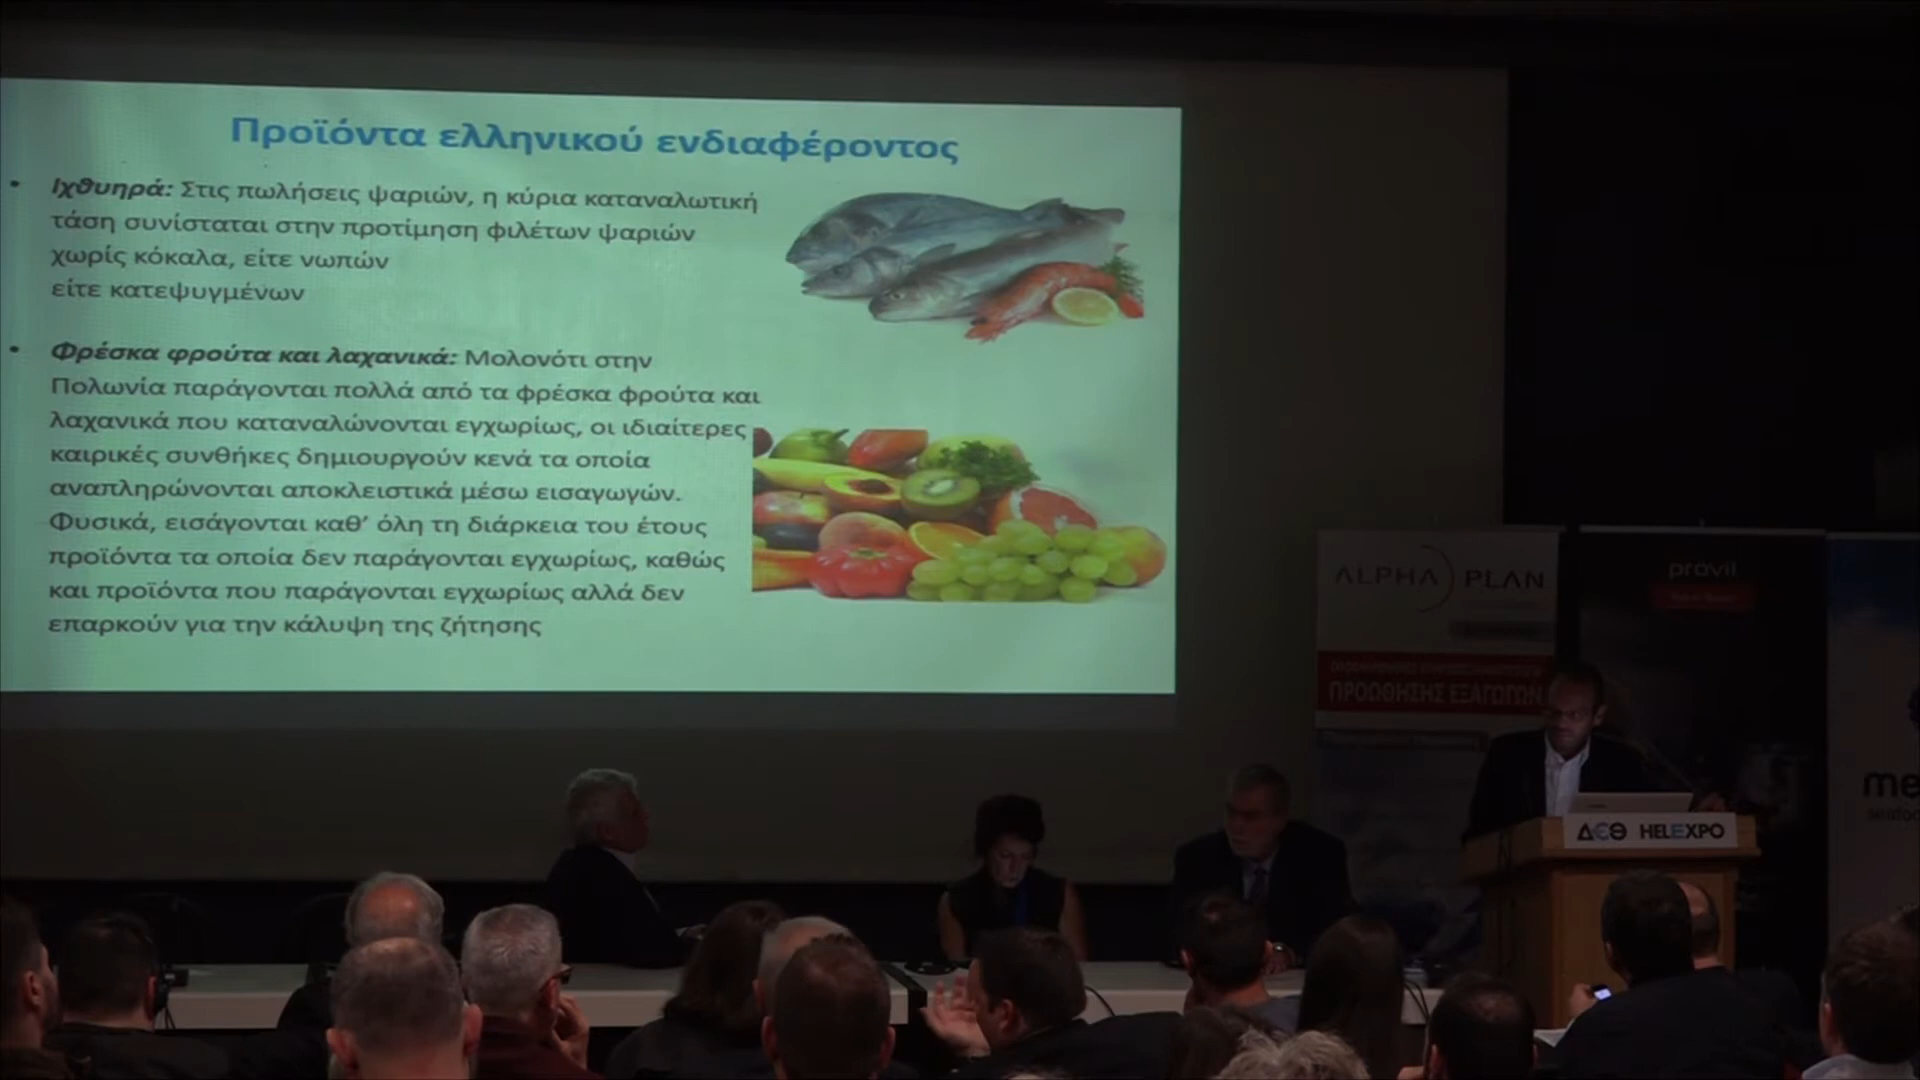 Προϊόντα ελληνικού ενδιαφέροντος
• Ιχθυηρά: Στις πωλήσεις ψαριών, η κύρια καταναλωτική
τάση συνίσταται στην προτίμηση φιλέτων ψαριών
χωρίς κόκαλα, είτε νωπών
είτε κατεψυγμένων
• Φρέσκα φρούτα και λαχανικά: Μολονότι στην
Πολωνία παράγονται πολλά από τα φρέσκα φρούτα και
λαχανικά που καταναλώνονται εγχωρίως, οι ιδιαίτερες
καιρικές συνθήκες δημιουργούν κενά τα οποία
αναπληρώνονται αποκλειστικά μέσω εισαγωγών.
Φυσικά, εισάγονται καθ’ όλη τη διάρκεια του έτους
προϊόντα τα οποία δεν παράγονται εγχωρίως, καθώς
και προϊόντα που παράγονται εγχωρίως αλλά δεν
επαρκούν για την κάλυψη της ζήτησης
ALPHA PLAN
ΠΡΟΩΘΗΣΗΣ ΕΞΑΓΩΓΩΝ
pravil
me
seafo
ΔΕΘ HELEXPO